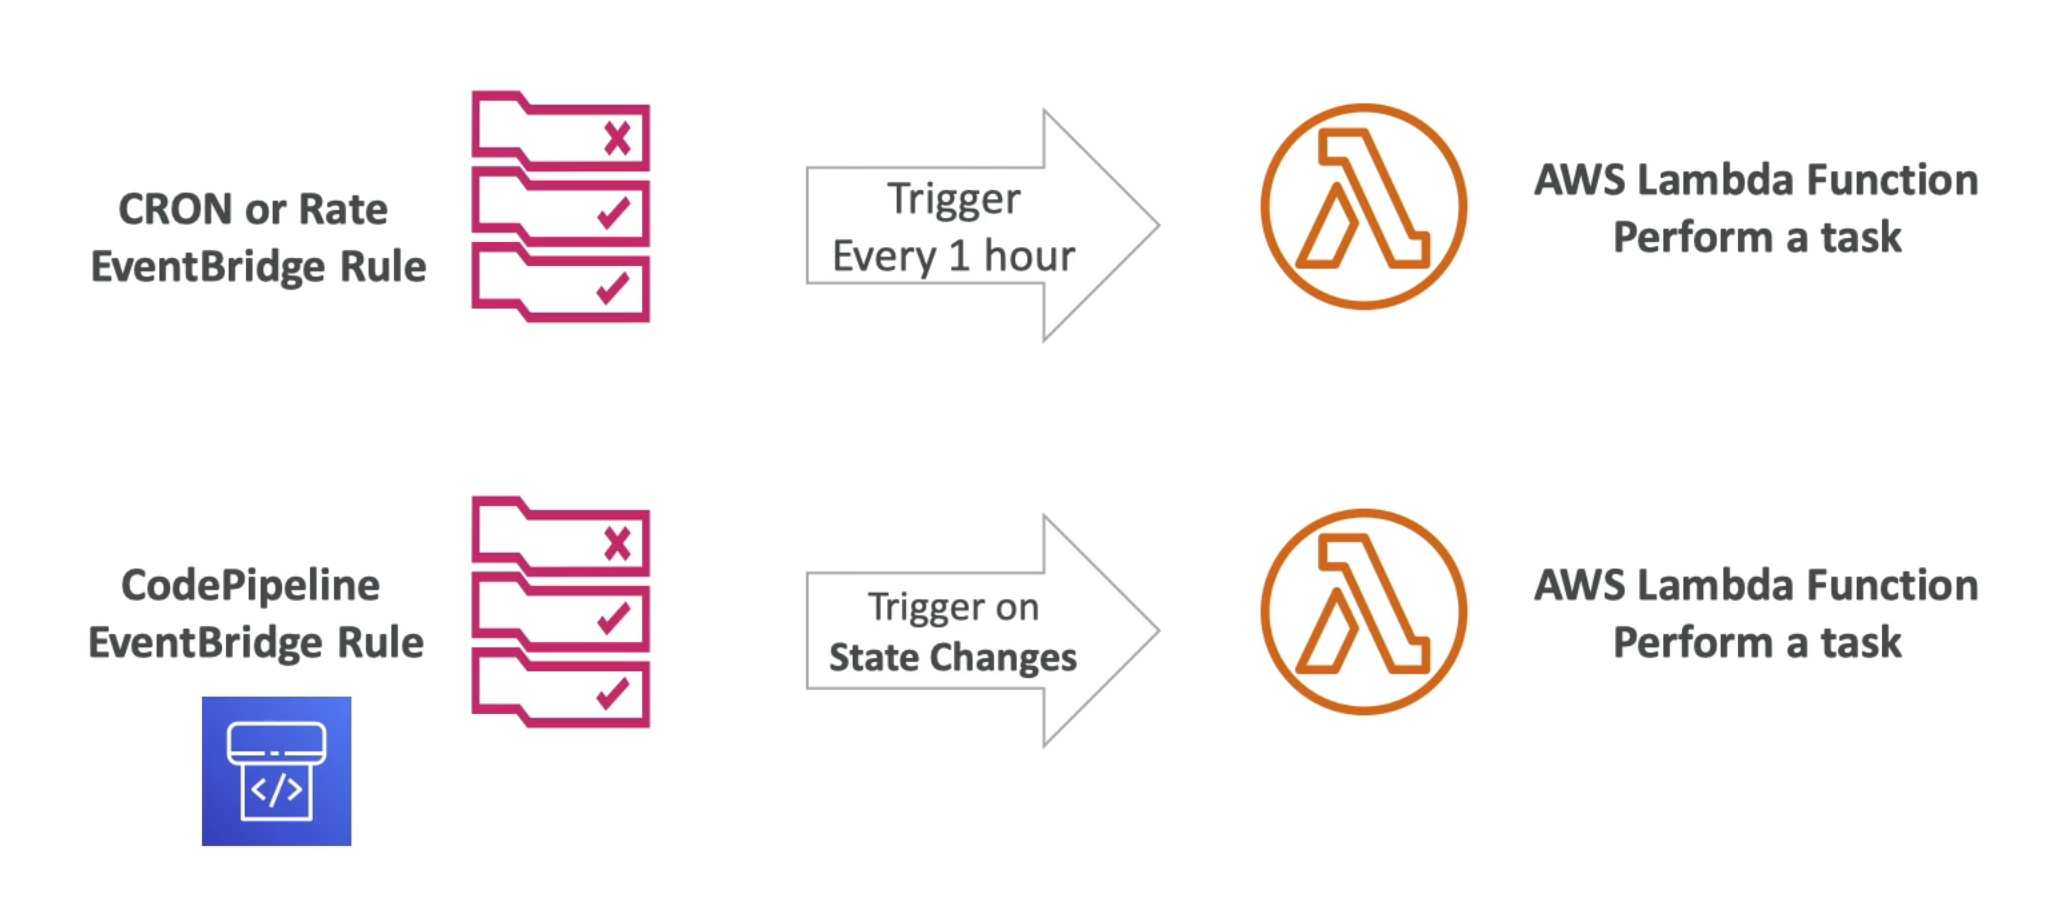 CRON or Rate
EventBridge Rule
Trigger
Every 1 hour
AWS Lambda Function
Perform a task
CodePipeline
EventBridge Rule
</>
Trigger on
State Changes
AWS Lambda Function
Perform a task